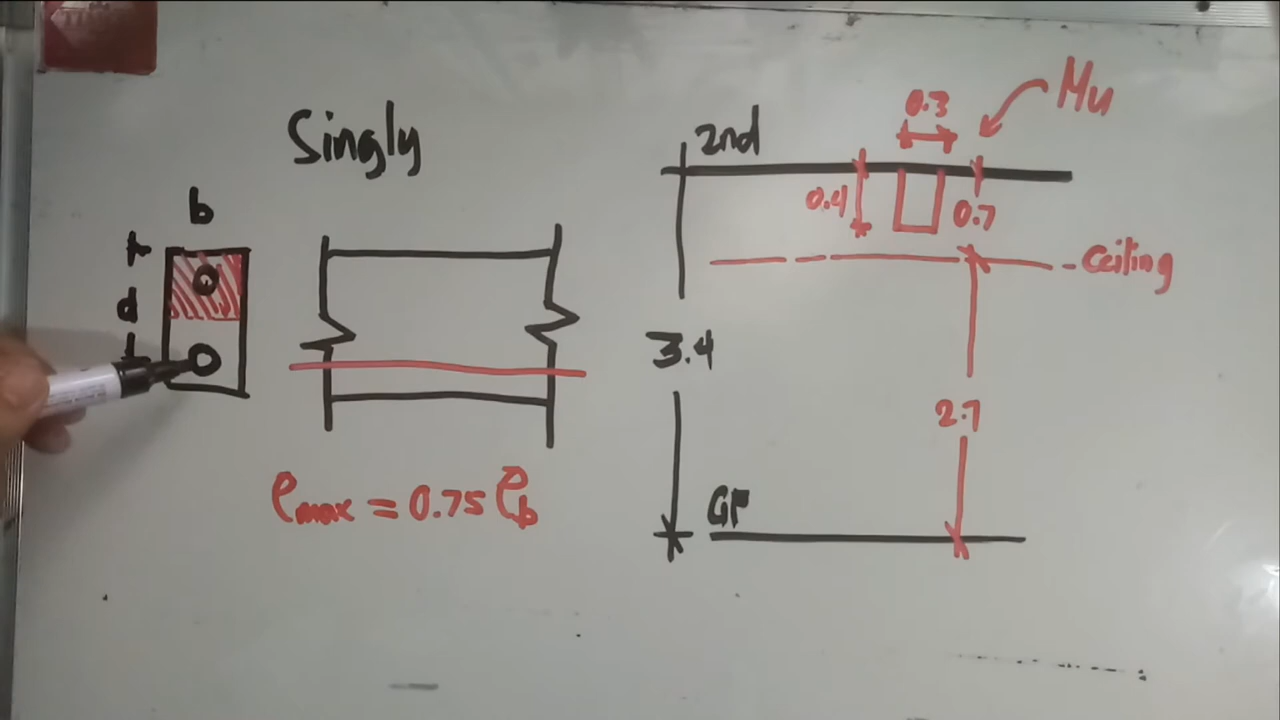 Singly
b
d
ρmax = 0.75 ρb
2nd
0.3
Mu
0.4
0.7
Ceiling
3.4
2.7
GF